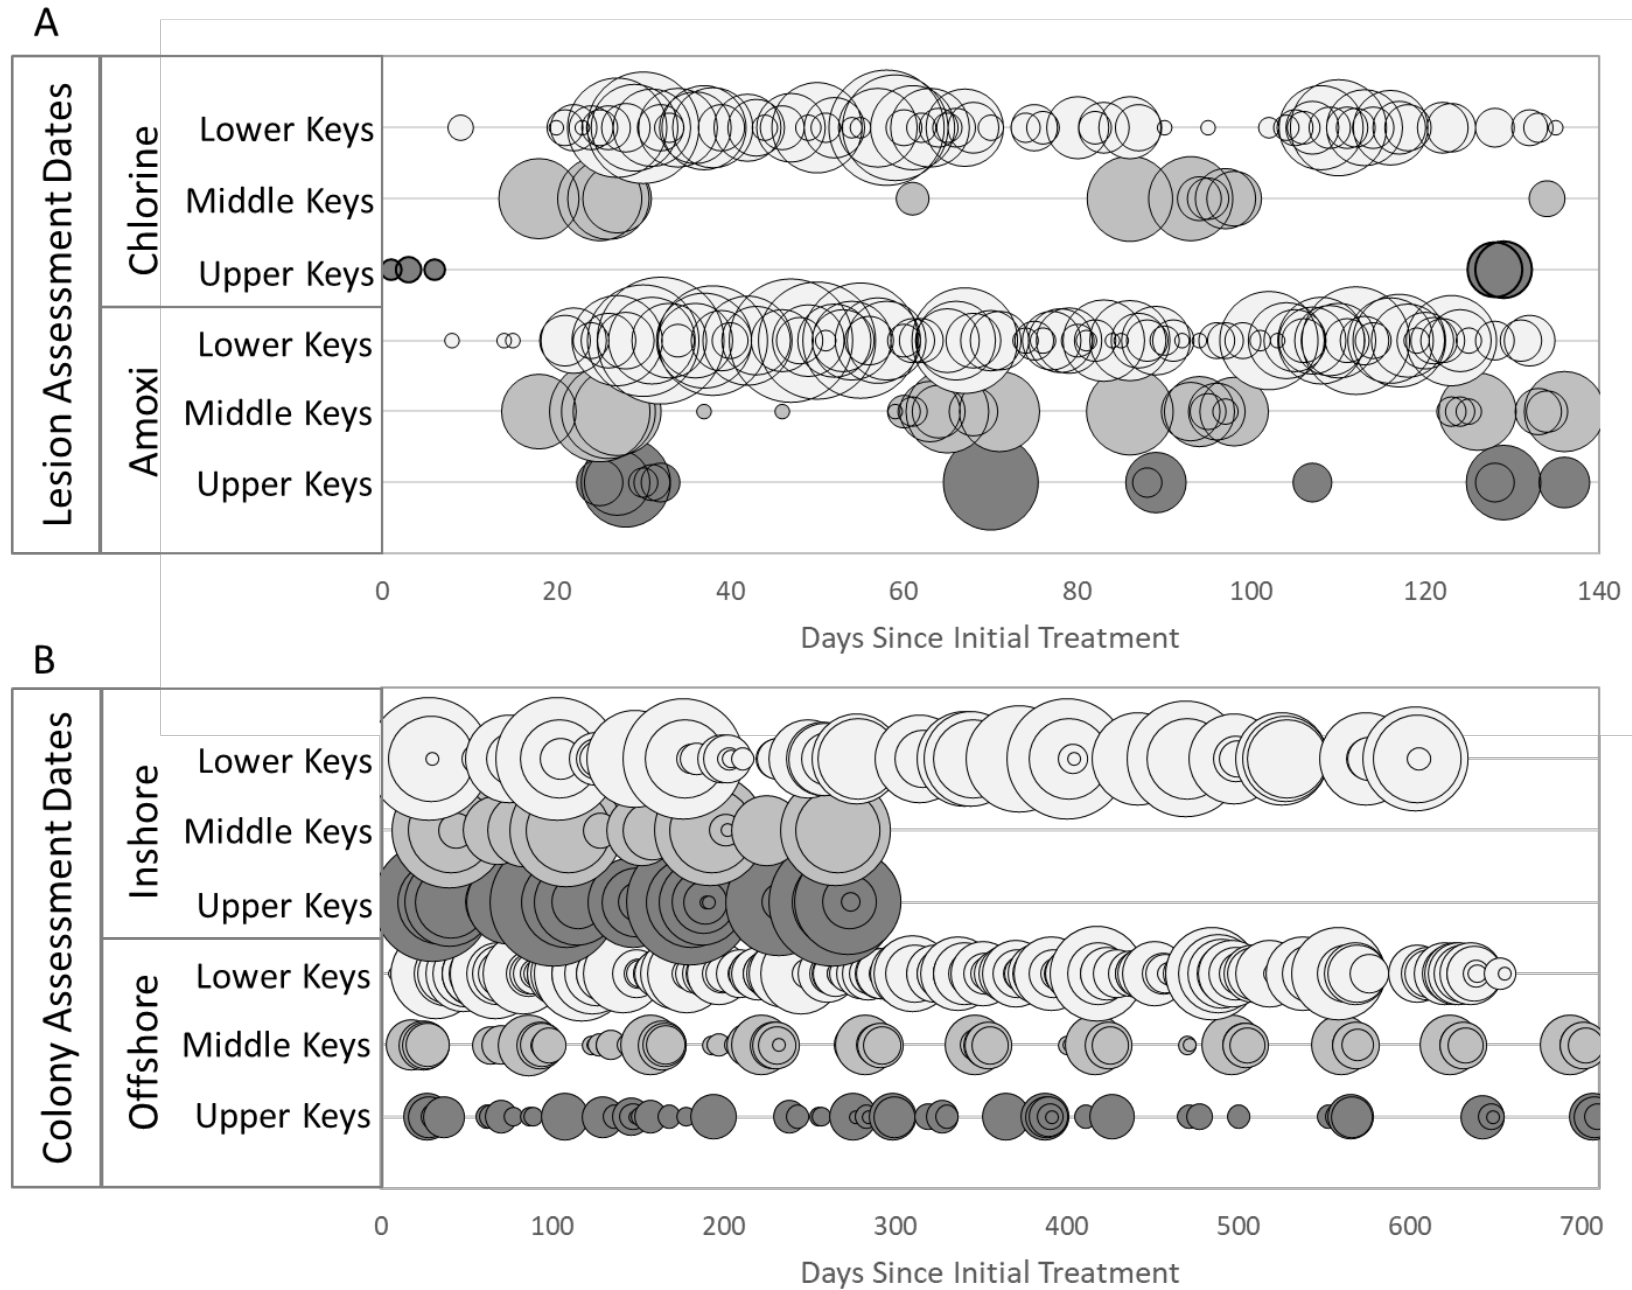 A
Lesion Assessment Dates
Chlorine
Lower Keys
Middle Keys
Upper Keys
Amoxi
Lower Keys
Middle Keys
Upper Keys
0 20 40 60 80 100 120 140
Days Since Initial Treatment
B
Colony Assessment Dates
Inshore
Lower Keys
Middle Keys
Upper Keys
Offshore
Lower Keys
Middle Keys
Upper Keys
0 100 200 300 400 500 600 700
Days Since Initial Treatment